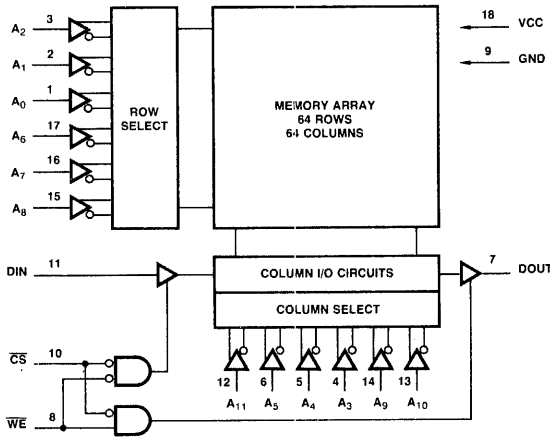 A2 3
A1 2
A0 1
A6 17
A7 16
A8 15
ROW
SELECT
MEMORY ARRAY
64 ROWS
64 COLUMNS
18 VCC
9 GND
DIN 11
COLUMN I/O CIRCUITS
COLUMN SELECT
7 DOUT
CS 10
WE 8
12 6 5 4 14 13
A11 A5 A4 A3 A9 A10